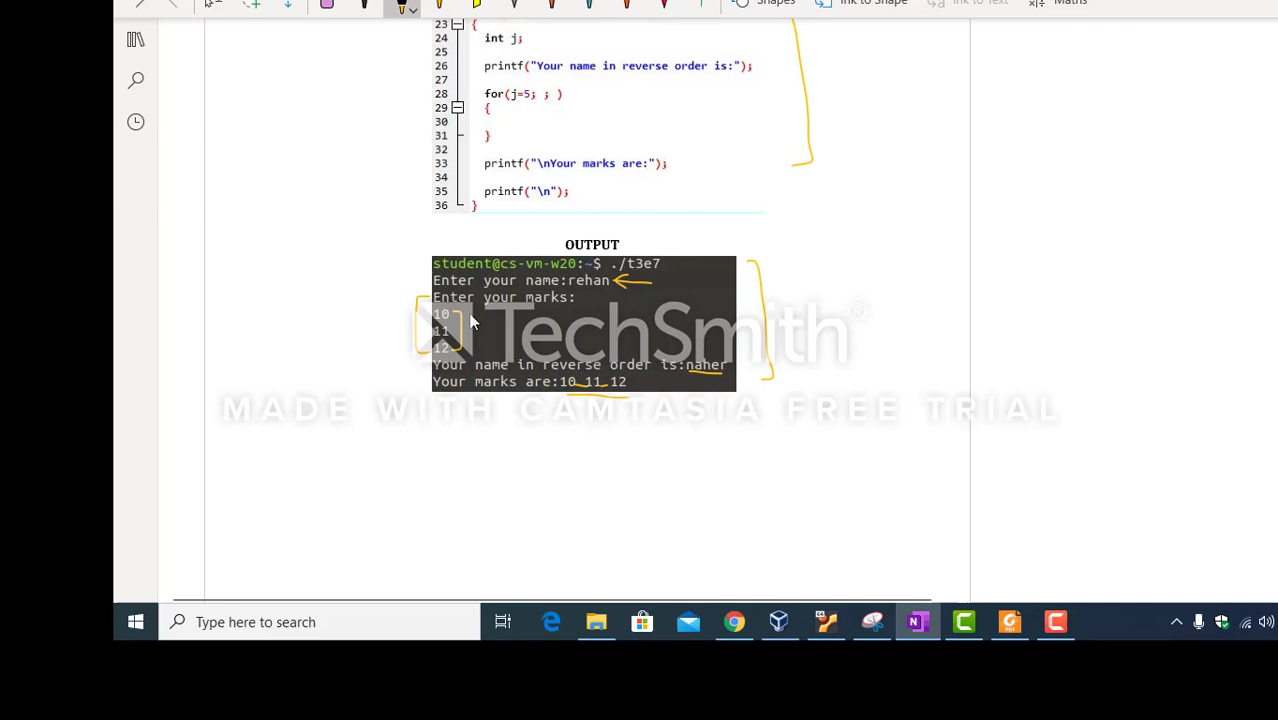 Shapes Ink to Shape Ink to Text Maths
23 {
24 int j;
25
26 printf("Your name in reverse order is:");
27
28 for(j=5; ; )
29 {
30
31 }
32
33 printf("\nYour marks are:");
34
35 printf("\n");
36 }
OUTPUT
student@cs-vm-w20:~$ ./t3e7
Enter your name:rehan
Enter your marks:
10
11
12
TechSmith®
Your name in reverse order is:naher
Your marks are:10 11 12
MADE WITH CAMTASIA FREE TRIAL
Type here to search